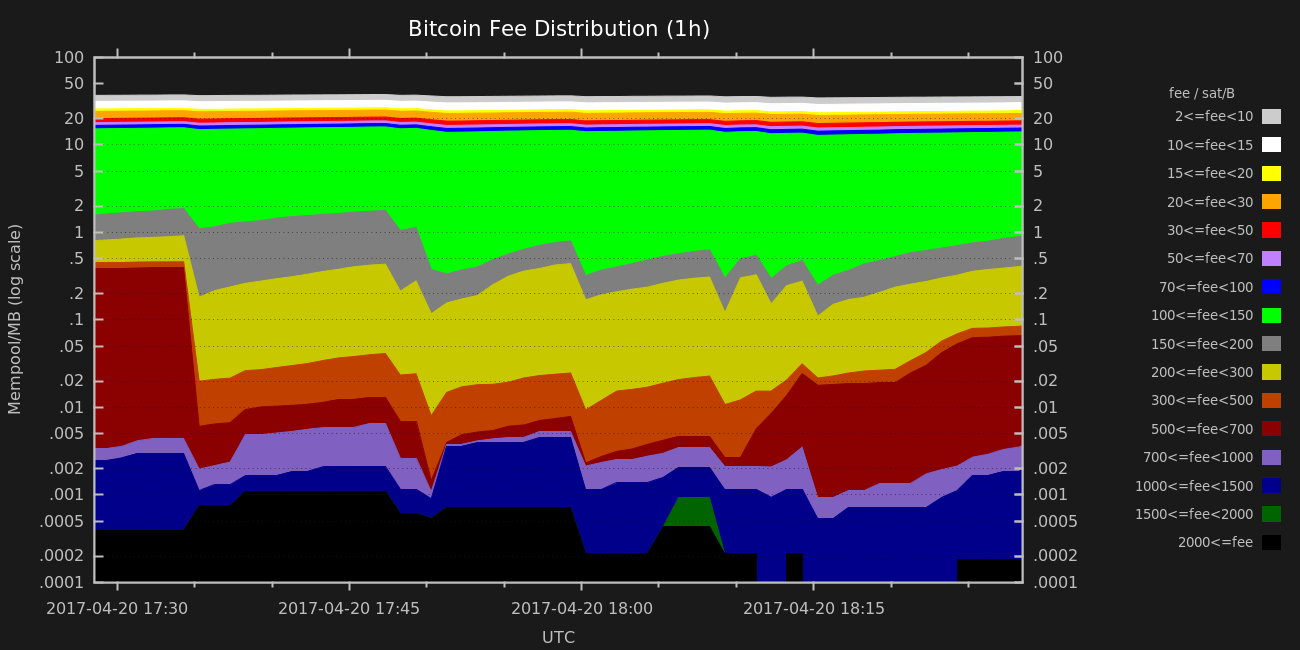 Bitcoin Fee Distribution (1h)
Mempool/MB (log scale)
100
50
20
10
5
2
1
.5
.2
.1
.05
.02
.01
.005
.002
.001
.0005
.0002
.0001
100
50
20
10
5
2
1
.5
.2
.1
.05
.02
.01
.005
.002
.001
.0005
.0002
.0001
2017-04-20 17:30
2017-04-20 17:45
2017-04-20 18:00
2017-04-20 18:15
UTC
fee / sat/B
2<=fee<10
10<=fee<15
15<=fee<20
20<=fee<30
30<=fee<50
50<=fee<70
70<=fee<100
100<=fee<150
150<=fee<200
200<=fee<300
300<=fee<500
500<=fee<700
700<=fee<1000
1000<=fee<1500
1500<=fee<2000
2000<=fee